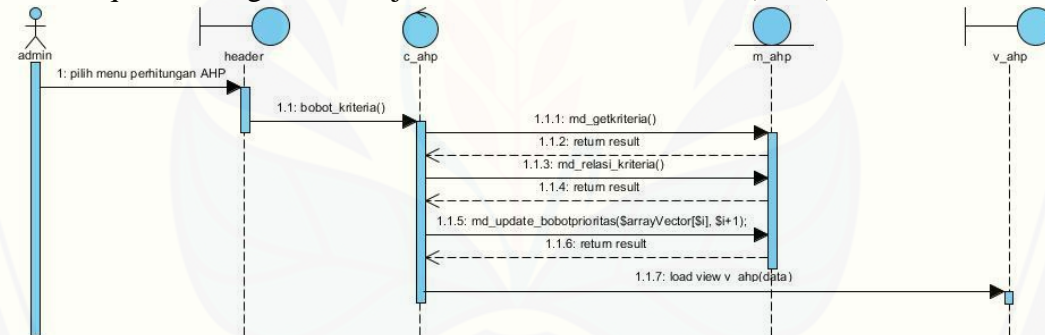 admin
header
c_ahp
m_ahp
v_ahp
1: pilih menu perhitungan AHP
1.1: bobot_kriteria()
1.1.1: md_getkriteria()
1.1.2: return result
1.1.3: md_relasi_kriteria()
1.1.4: return result
1.1.5: md_update_bobotprioritas($arrayVector[$i], $i+1);
1.1.6: return result
1.1.7: load view v_ahp(data)